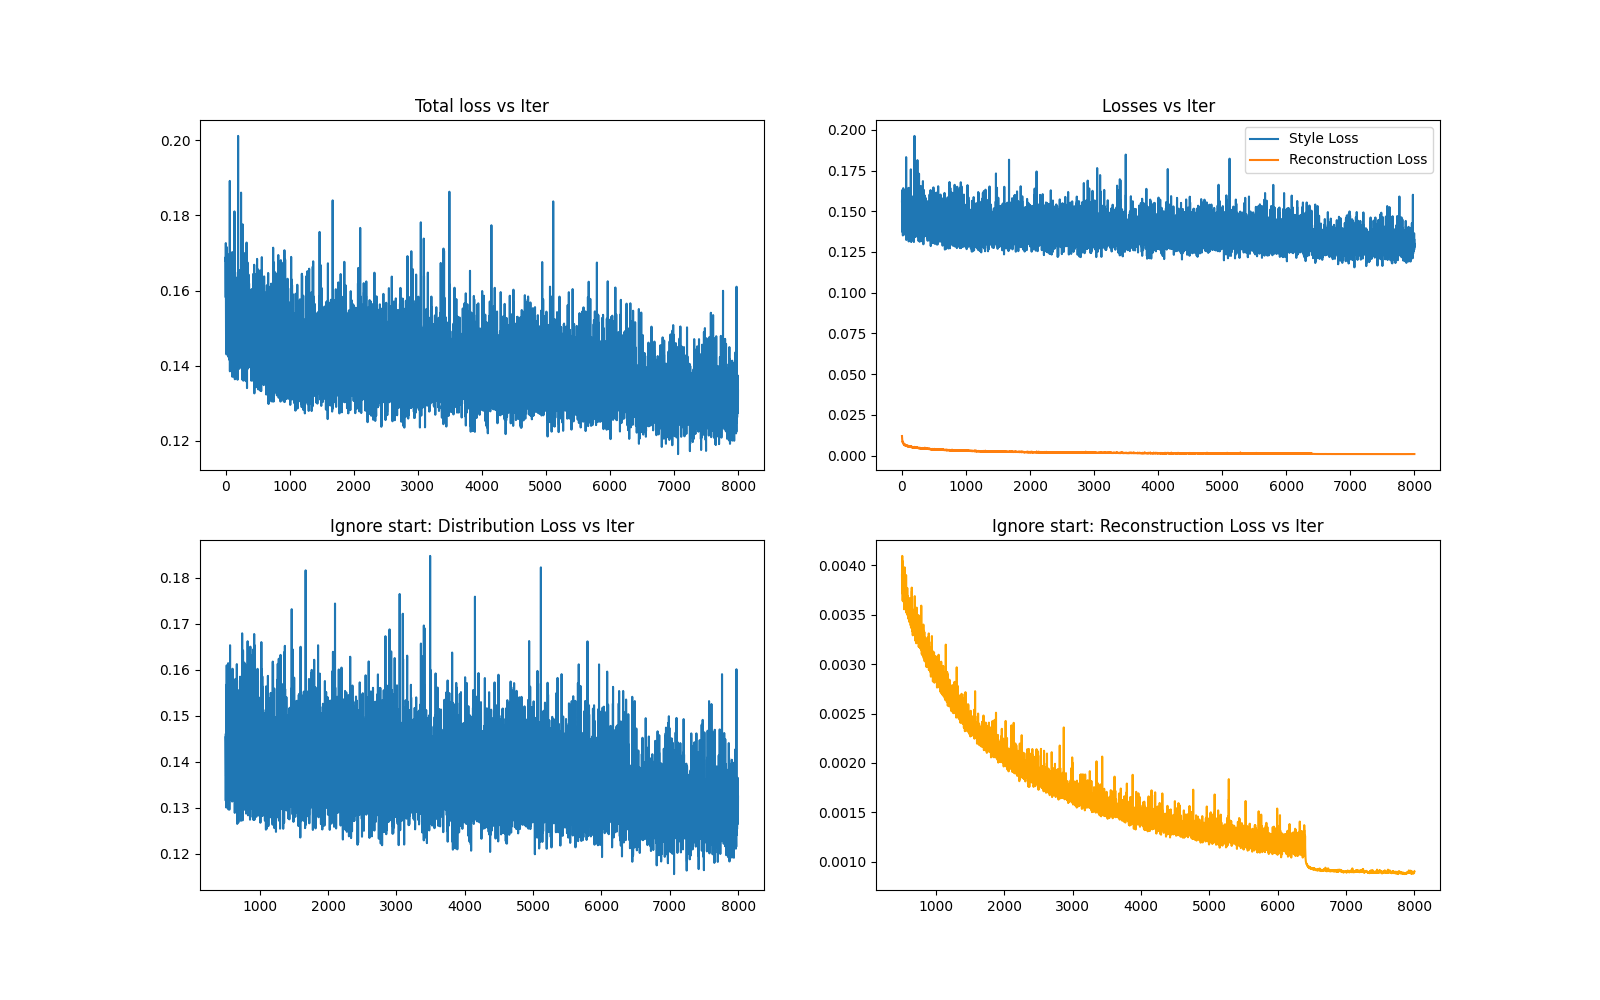 Total loss vs Iter
0.20
0.18
0.16
0.14
0.12
0 1000 2000 3000 4000 5000 6000 7000 8000
Losses vs Iter
Style Loss
Reconstruction Loss
0.200
0.175
0.150
0.125
0.100
0.075
0.050
0.025
0.000
0 1000 2000 3000 4000 5000 6000 7000 8000
Ignore start: Distribution Loss vs Iter
0.18
0.17
0.16
0.15
0.14
0.13
0.12
1000 2000 3000 4000 5000 6000 7000 8000
Ignore start: Reconstruction Loss vs Iter
0.0040
0.0035
0.0030
0.0025
0.0020
0.0015
0.0010
1000 2000 3000 4000 5000 6000 7000 8000